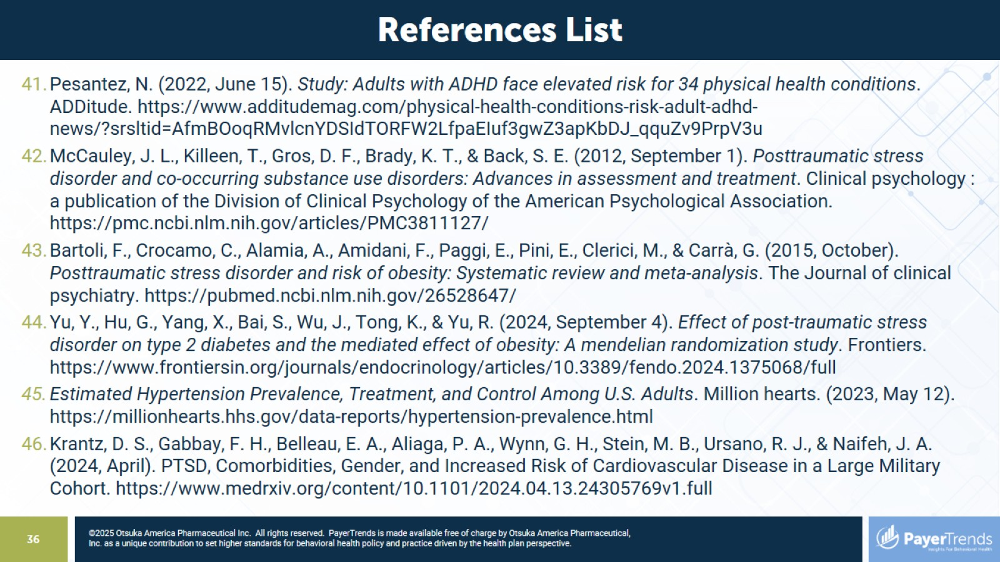 References List
41. Pesantez, N. (2022, June 15). Study: Adults with ADHD face elevated risk for 34 physical health conditions.
ADDitude. https://www.additudemag.com/physical-health-conditions-risk-adult-adhd-
news/?srsltid=AfmBOoqRMvlcnYDSIdTORFW2LfpaEIuf3gwZ3apKbDJ_qquZv9PrpV3u
42. McCauley, J. L., Killeen, T., Gros, D. F., Brady, K. T., & Back, S. E. (2012, September 1). Posttraumatic stress
disorder and co-occurring substance use disorders: Advances in assessment and treatment. Clinical psychology :
a publication of the Division of Clinical Psychology of the American Psychological Association.
https://pmc.ncbi.nlm.nih.gov/articles/PMC3811127/
43. Bartoli, F., Crocamo, C., Alamia, A., Amidani, F., Paggi, E., Pini, E., Clerici, M., & Carrà, G. (2015, October).
Posttraumatic stress disorder and risk of obesity: Systematic review and meta-analysis. The Journal of clinical
psychiatry. https://pubmed.ncbi.nlm.nih.gov/26528647/
44. Yu, Y., Hu, G., Yang, X., Bai, S., Wu, J., Tong, K., & Yu, R. (2024, September 4). Effect of post-traumatic stress
disorder on type 2 diabetes and the mediated effect of obesity: A mendelian randomization study. Frontiers.
https://www.frontiersin.org/journals/endocrinology/articles/10.3389/fendo.2024.1375068/full
45. Estimated Hypertension Prevalence, Treatment, and Control Among U.S. Adults. Million hearts. (2023, May 12).
https://millionhearts.hhs.gov/data-reports/hypertension-prevalence.html
46. Krantz, D. S., Gabbay, F. H., Belleau, E. A., Aliaga, P. A., Wynn, G. H., Stein, M. B., Ursano, R. J., & Naifeh, J. A.
(2024, April). PTSD, Comorbidities, Gender, and Increased Risk of Cardiovascular Disease in a Large Military
Cohort. https://www.medrxiv.org/content/10.1101/2024.04.13.24305769v1.full
36
©2025 Otsuka America Pharmaceutical Inc. All rights reserved. PayerTrends is made available free of charge by Otsuka America Pharmaceutical,
Inc. as a unique contribution to set higher standards for behavioral health policy and practice driven by the health plan perspective.
PayerTrends
Insights For Behavioral Health